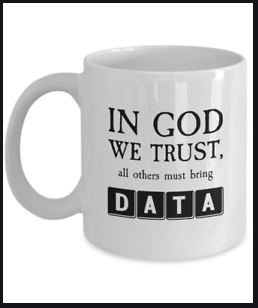 IN GOD
WE TRUST,
all others must bring
DATA